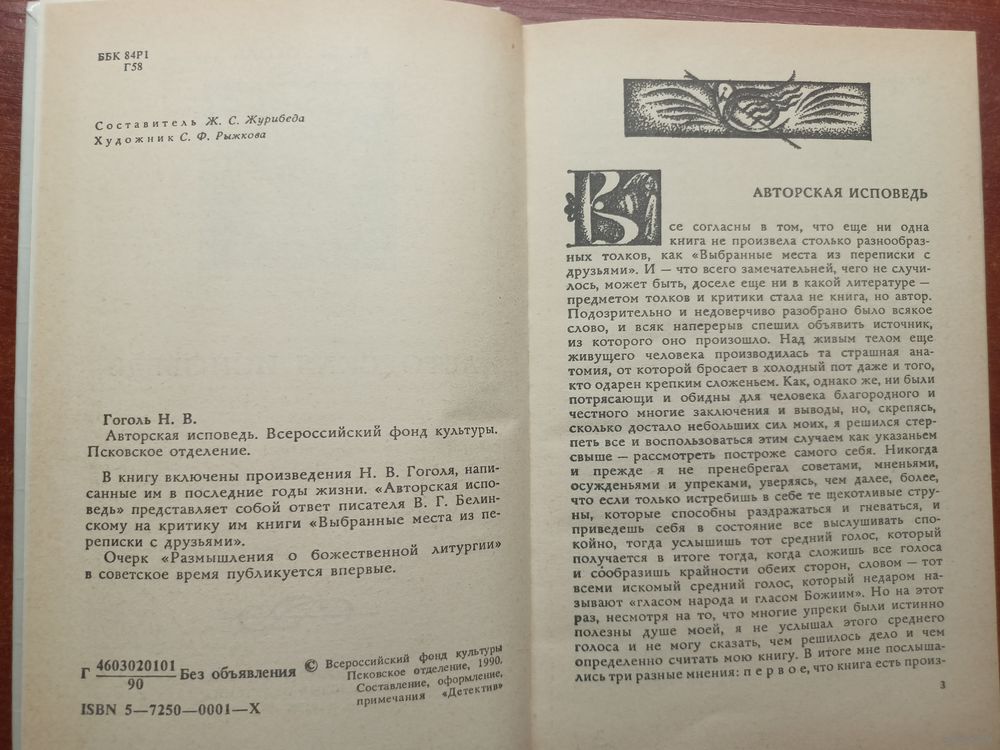 ББК 84Р1
Г58
Составитель Ж. С. Журибеда
Художник С. Ф. Рыжкова
Гоголь Н. В.
Авторская исповедь. Всероссийский фонд культуры.
Псковское отделение.
В книгу включены произведения Н. В. Гоголя, напи-
санные им в последние годы жизни. «Авторская испо-
ведь» представляет собой ответ писателя В. Г. Белин-
скому на критику им книги «Выбранные места из пе-
реписки с друзьями».
Очерк «Размышления о божественной литургии»
в советское время публикуется впервые.
Г 4603020101/90 Без объявления © Всероссийский фонд культуры
Псковское отделение, 1990.
Составление, оформление,
примечания «Детектив»
ISBN 5—7250—0001—X
АВТОРСКАЯ ИСПОВЕДЬ
Все согласны в том, что еще ни одна
книга не произвела столько разнообраз-
ных толков, как «Выбранные места из переписки с
друзьями». И — что всего замечательней, чего не случи-
лось, может быть, доселе еще ни в какой литературе —
предметом толков и критики стала не книга, но автор.
Подозрительно и недоверчиво разобрано было всякое
слово, и всяк наперерыв спешил объявить источник,
из которого оно произошло. Над живым телом еще
живущего человека производилась та страшная ана-
томия, от которой бросает в холодный пот даже и того,
кто одарен крепким сложеньем. Как, однако же, ни были
потрясающи и обидны для человека благородного и
честного многие заключения и выводы, но, скрепясь,
сколько достало небольших сил моих, я решился стер-
петь все и воспользоваться этим случаем как указаньем
свыше — рассмотреть построже самого себя. Никогда
и прежде я не пренебрегал советами, мненьями,
осужденьями и упреками, уверяясь, чем далее, более,
что если только истребишь в себе те щекотливые стру-
ны, которые способны раздражаться и гневаться, и
приведешь себя в состояние все выслушивать спо-
койно, тогда услышишь тот средний голос, который
получается в итоге тогда, когда сложишь все голоса
и сообразишь крайности обеих сторон, словом — тот
всеми искомый средний голос, который недаром на-
зывают «гласом народа и гласом Божиим». Но на этот
раз, несмотря на то, что многие упреки были истинно
полезны душе моей, я не услышал этого среднего
голоса и не могу сказать, чем решилось дело и чем
определенно считать мою книгу. В итоге мне послыша-
лись три разные мнения: первое, что книга есть произ-
3